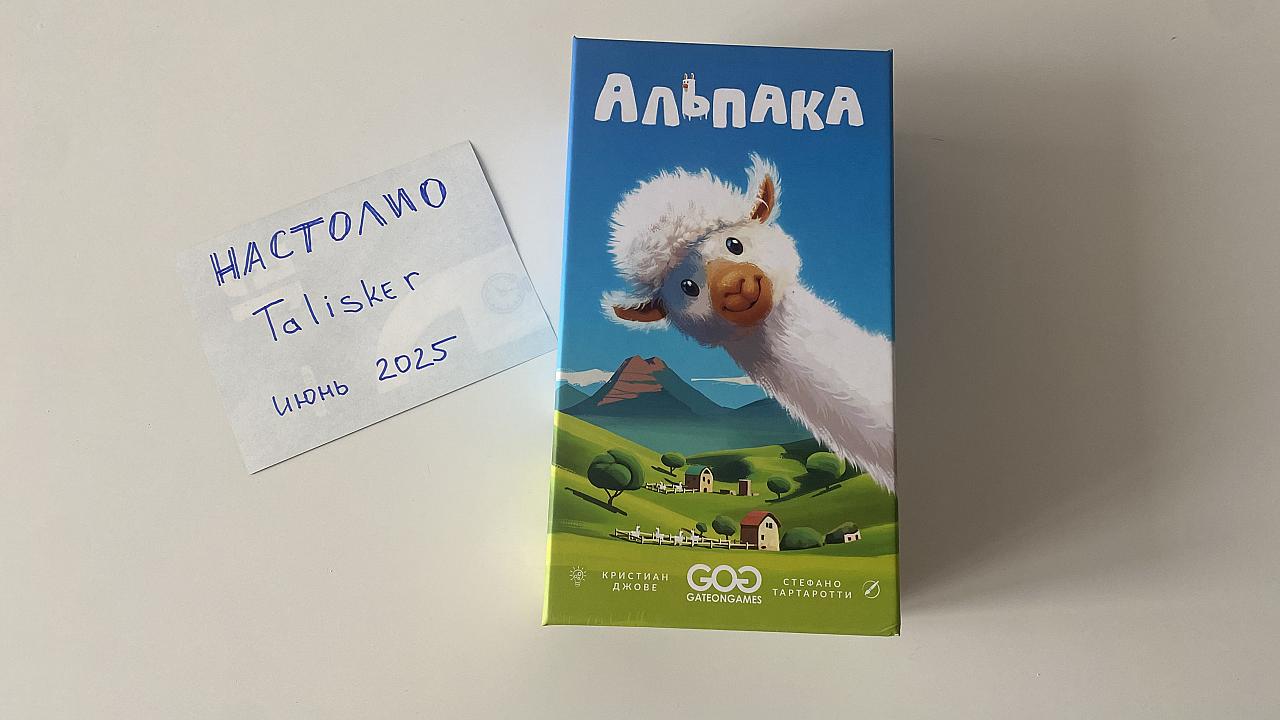 НАСТОЛИО
Talisker
июнь 2025
АЛЬПАКА
КРИСТИАН
ДЖОВЕ
GOG
GATEONGAMES
СТЕФАНО
ТАРТАРОТТИ